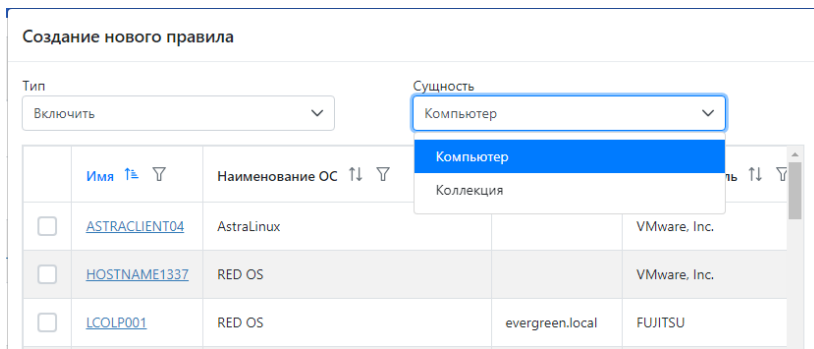 Создание нового правила
Тип
Сущность
Включить
Компьютер
Компьютер
Коллекция
Имя Наименование ОС ль
ASTRACLIENT04 AstraLinux VMware, Inc.
HOSTNAME1337 RED OS VMware, Inc.
LCOLP001 RED OS evergreen.local FUJITSU